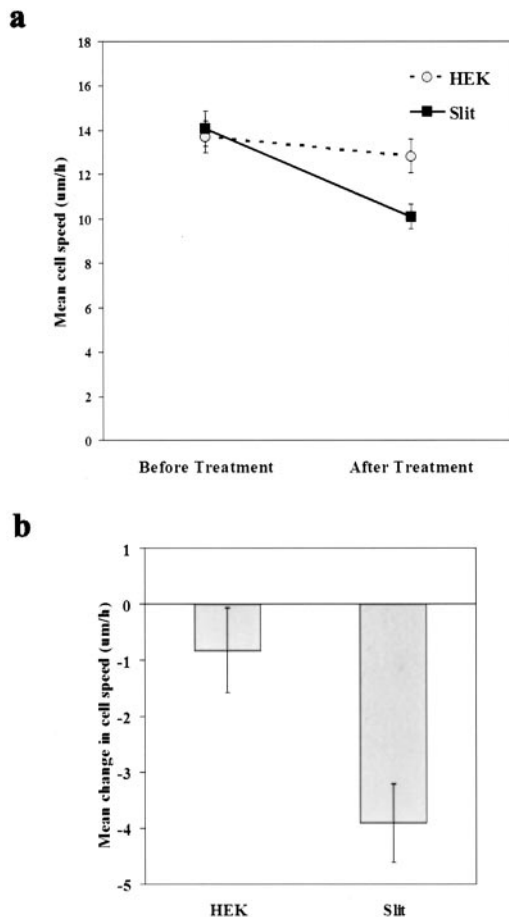 a
18
16
14
12
10
8
6
4
2
0
Mean cell speed (um/h)
HEK
Slit
Before Treatment
After Treatment
b
1
0
-1
-2
-3
-4
-5
Mean change in cell speed (um/h)
HEK
Slit